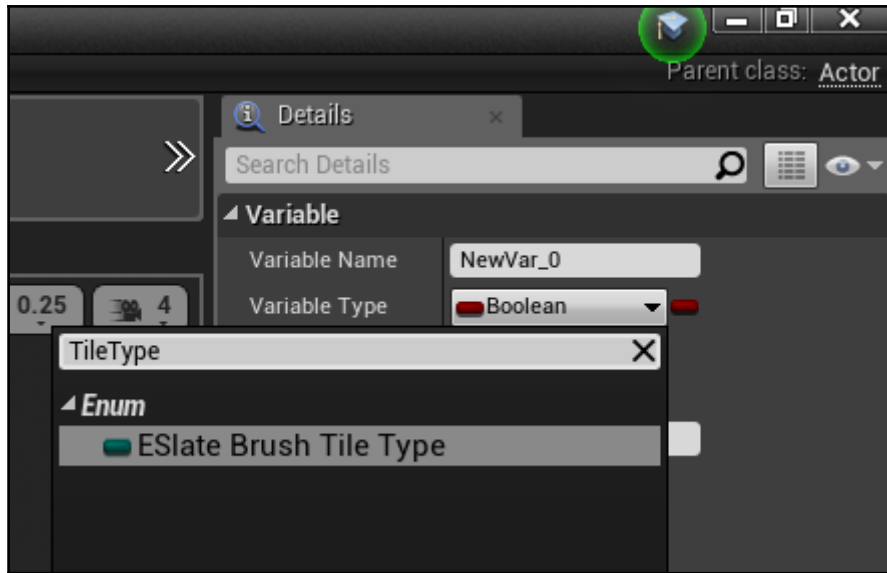 Parent class: Actor
Details
Search Details
Variable
Variable Name NewVar_0
Variable Type Boolean
0.25 4
TileType
Enum
ESlate Brush Tile Type